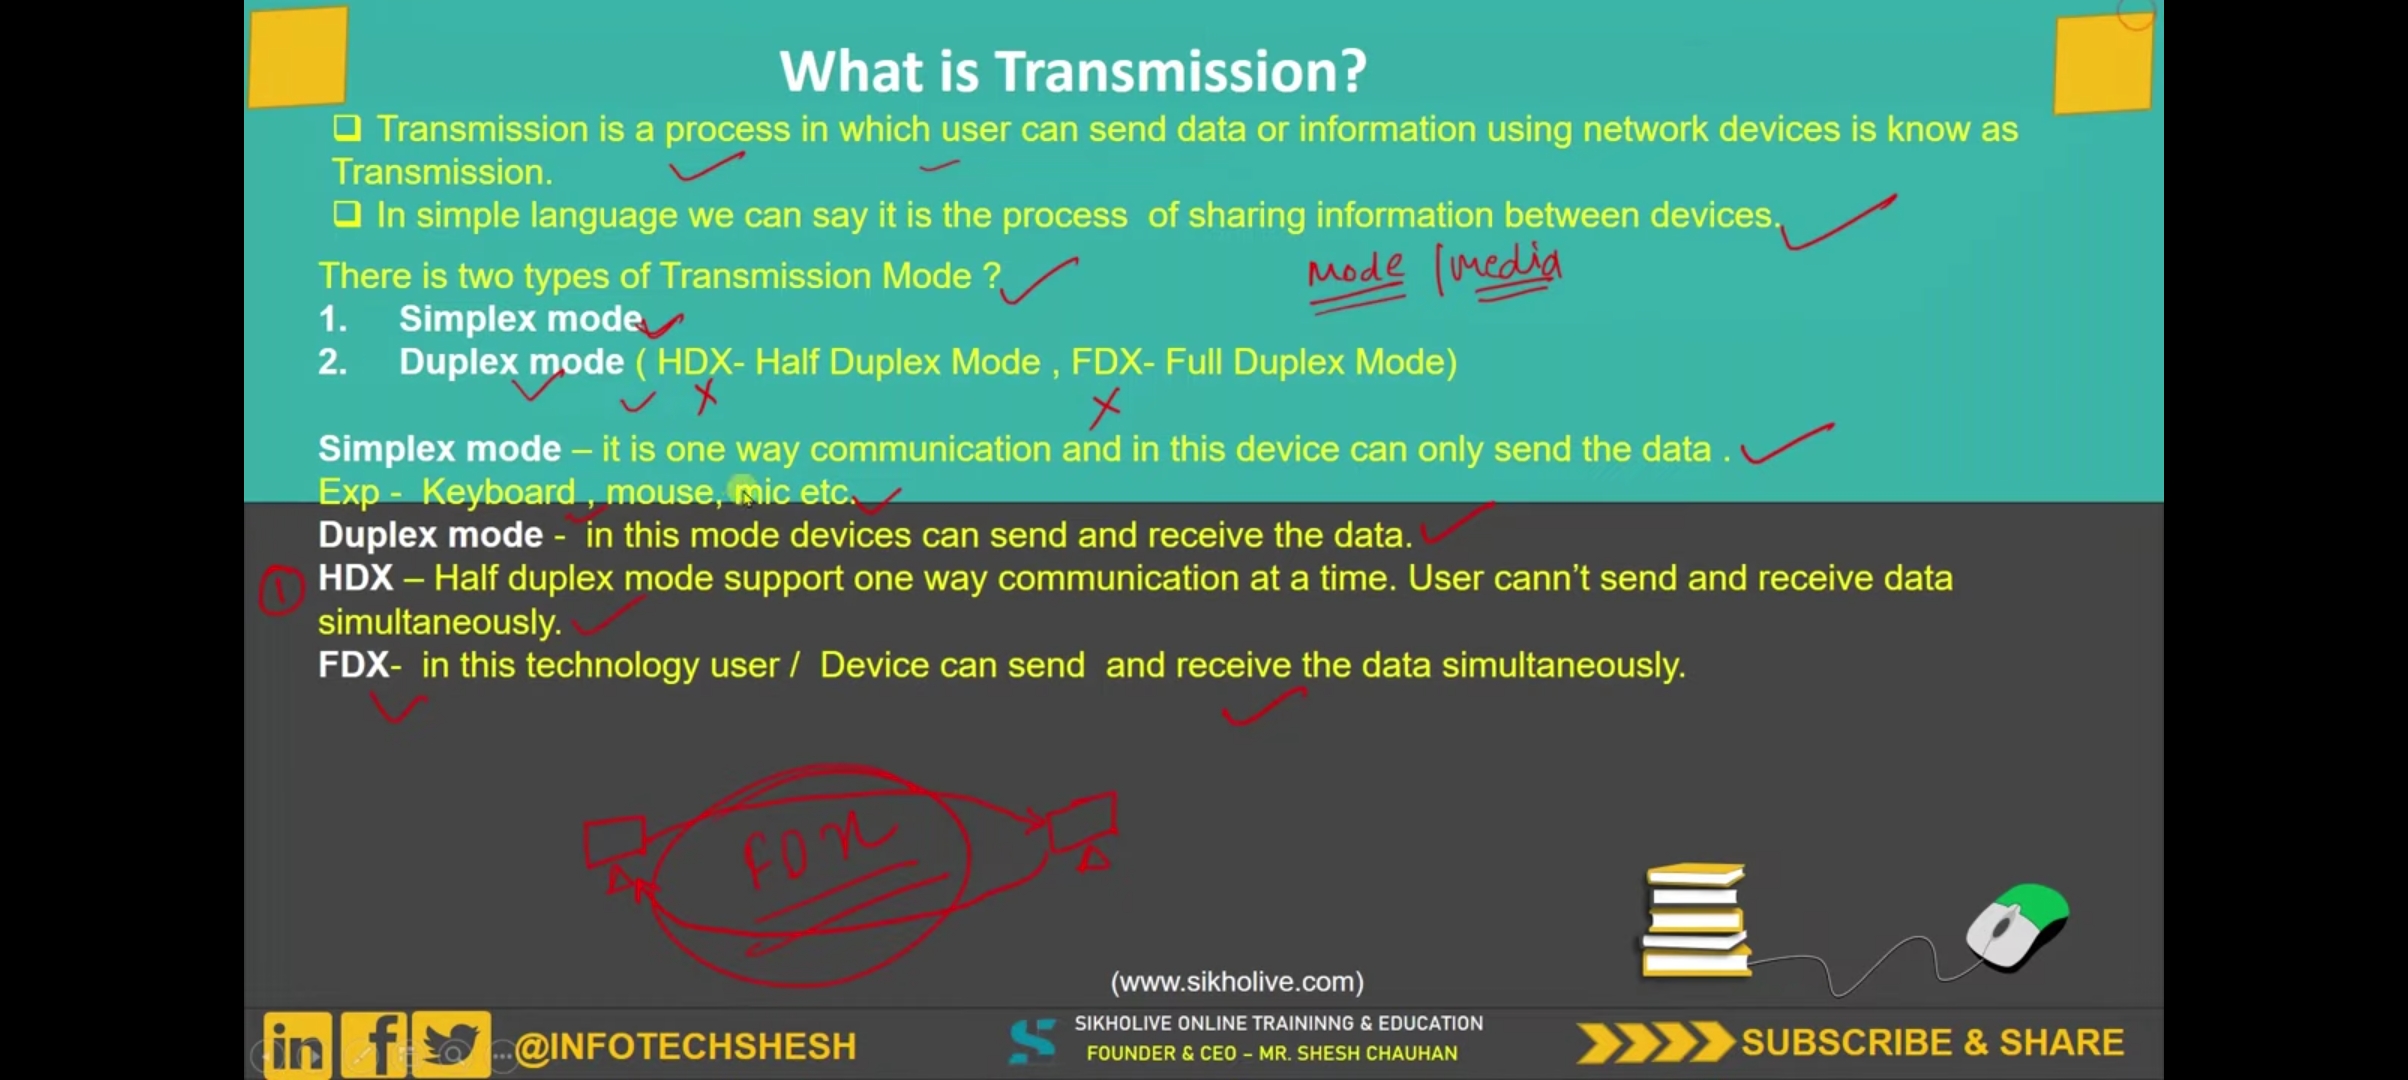 What is Transmission?
❑ Transmission is a process in which user can send data or information using network devices is know as
Transmission.
❑ In simple language we can say it is the process of sharing information between devices.
Mode | Media
There is two types of Transmission Mode ?
1. Simplex mode
2. Duplex mode ( HDX- Half Duplex Mode , FDX- Full Duplex Mode)
Simplex mode – it is one way communication and in this device can only send the data .
Exp - Keyboard , mouse, mic etc.
Duplex mode - in this mode devices can send and receive the data.
1
HDX – Half duplex mode support one way communication at a time. User cann’t send and receive data
simultaneously.
FDX- in this technology user / Device can send and receive the data simultaneously.
FDX
(www.sikholive.com)
in f @INFOTECHSHESH
SIKHOLIVE ONLINE TRAININNG & EDUCATION
FOUNDER & CEO – MR. SHESH CHAUHAN
SUBSCRIBE & SHARE